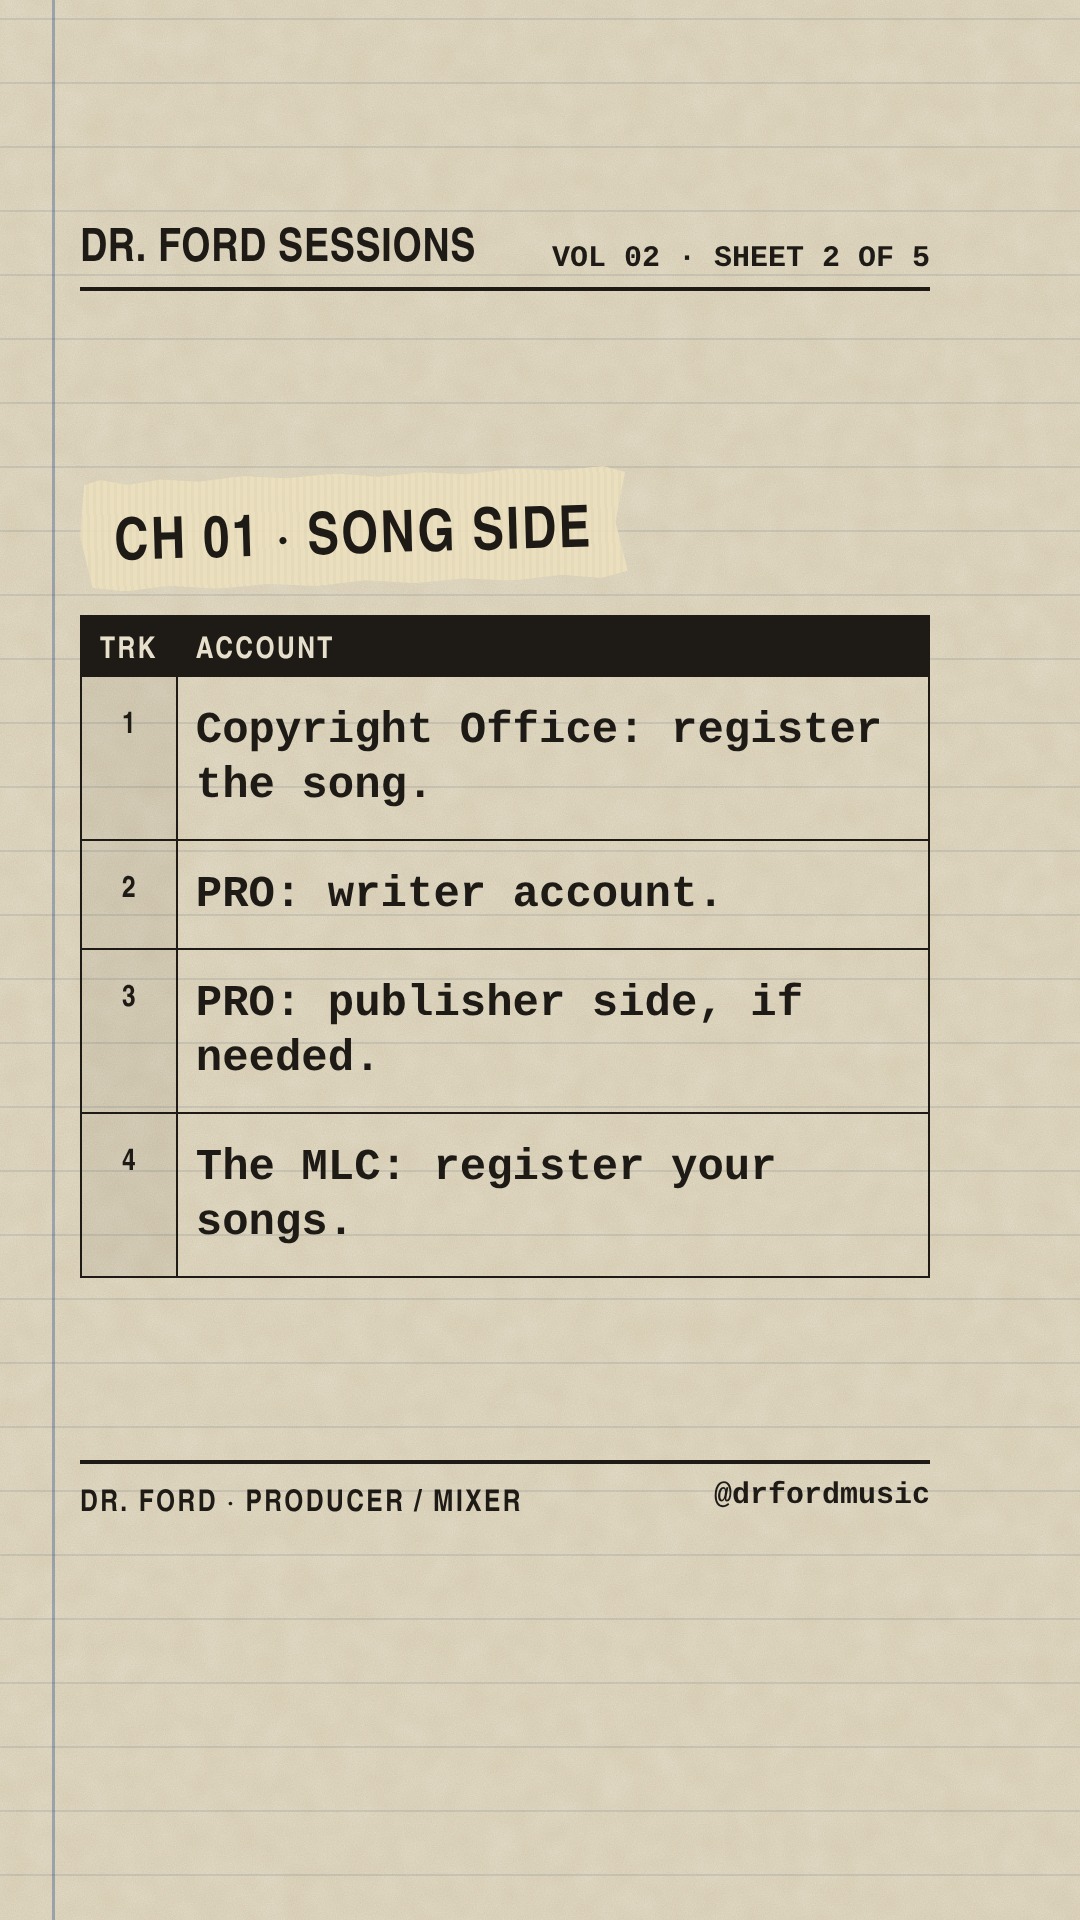 DR. FORD SESSIONS
VOL 02 · SHEET 2 OF 5
CH 01 · SONG SIDE
TRK ACCOUNT
1 Copyright Office: register
the song.
2 PRO: writer account.
3 PRO: publisher side, if
needed.
4 The MLC: register your
songs.
DR. FORD · PRODUCER / MIXER
@drfordmusic